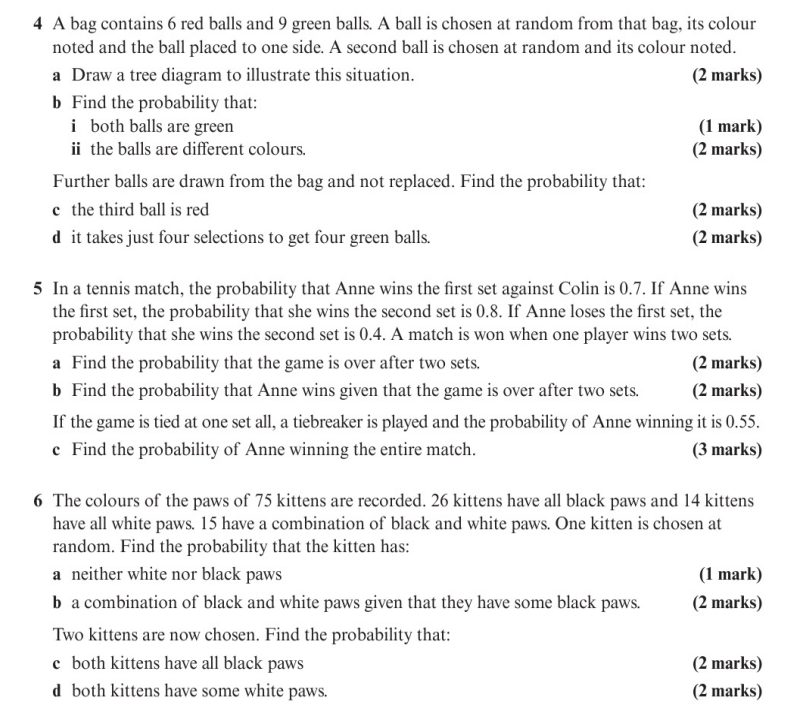 4 A bag contains 6 red balls and 9 green balls. A ball is chosen at random from that bag, its colour
noted and the ball placed to one side. A second ball is chosen at random and its colour noted.
a Draw a tree diagram to illustrate this situation. (2 marks)
b Find the probability that:
i both balls are green (1 mark)
ii the balls are different colours. (2 marks)
Further balls are drawn from the bag and not replaced. Find the probability that:
c the third ball is red (2 marks)
d it takes just four selections to get four green balls. (2 marks)
5 In a tennis match, the probability that Anne wins the first set against Colin is 0.7. If Anne wins
the first set, the probability that she wins the second set is 0.8. If Anne loses the first set, the
probability that she wins the second set is 0.4. A match is won when one player wins two sets.
a Find the probability that the game is over after two sets. (2 marks)
b Find the probability that Anne wins given that the game is over after two sets. (2 marks)
If the game is tied at one set all, a tiebreaker is played and the probability of Anne winning it is 0.55.
c Find the probability of Anne winning the entire match. (3 marks)
6 The colours of the paws of 75 kittens are recorded. 26 kittens have all black paws and 14 kittens
have all white paws. 15 have a combination of black and white paws. One kitten is chosen at
random. Find the probability that the kitten has:
a neither white nor black paws (1 mark)
b a combination of black and white paws given that they have some black paws. (2 marks)
Two kittens are now chosen. Find the probability that:
c both kittens have all black paws (2 marks)
d both kittens have some white paws. (2 marks)